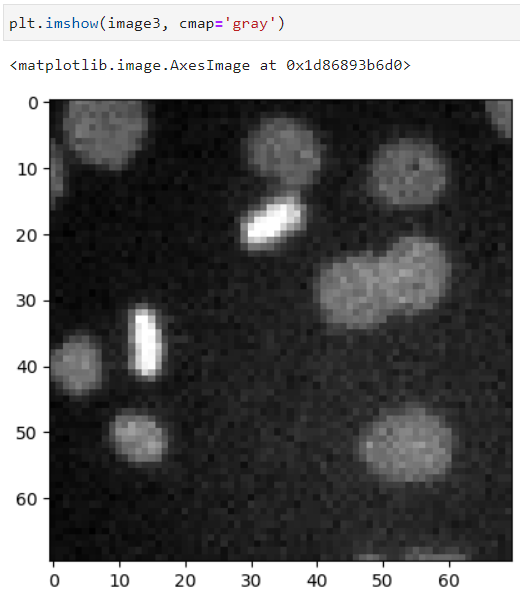 plt.imshow(image3, cmap='gray')
<matplotlib.image.AxesImage at 0x1d86893b6d0>
0
10
20
30
40
50
60
0 10 20 30 40 50 60